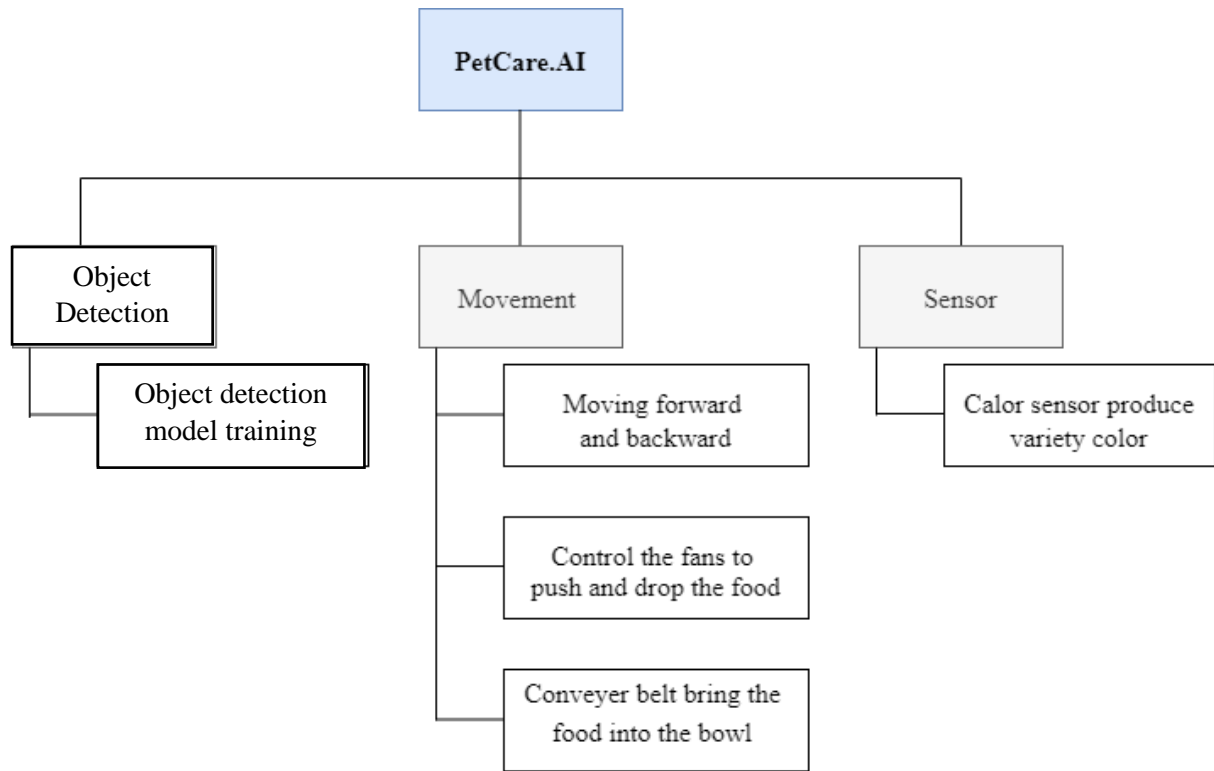 PetCare.AI
Object
Detection
Movement
Sensor
Object detection
model training
Moving forward
and backward
Calor sensor produce
variety color
Control the fans to
push and drop the food
Conveyer belt bring the
food into the bowl